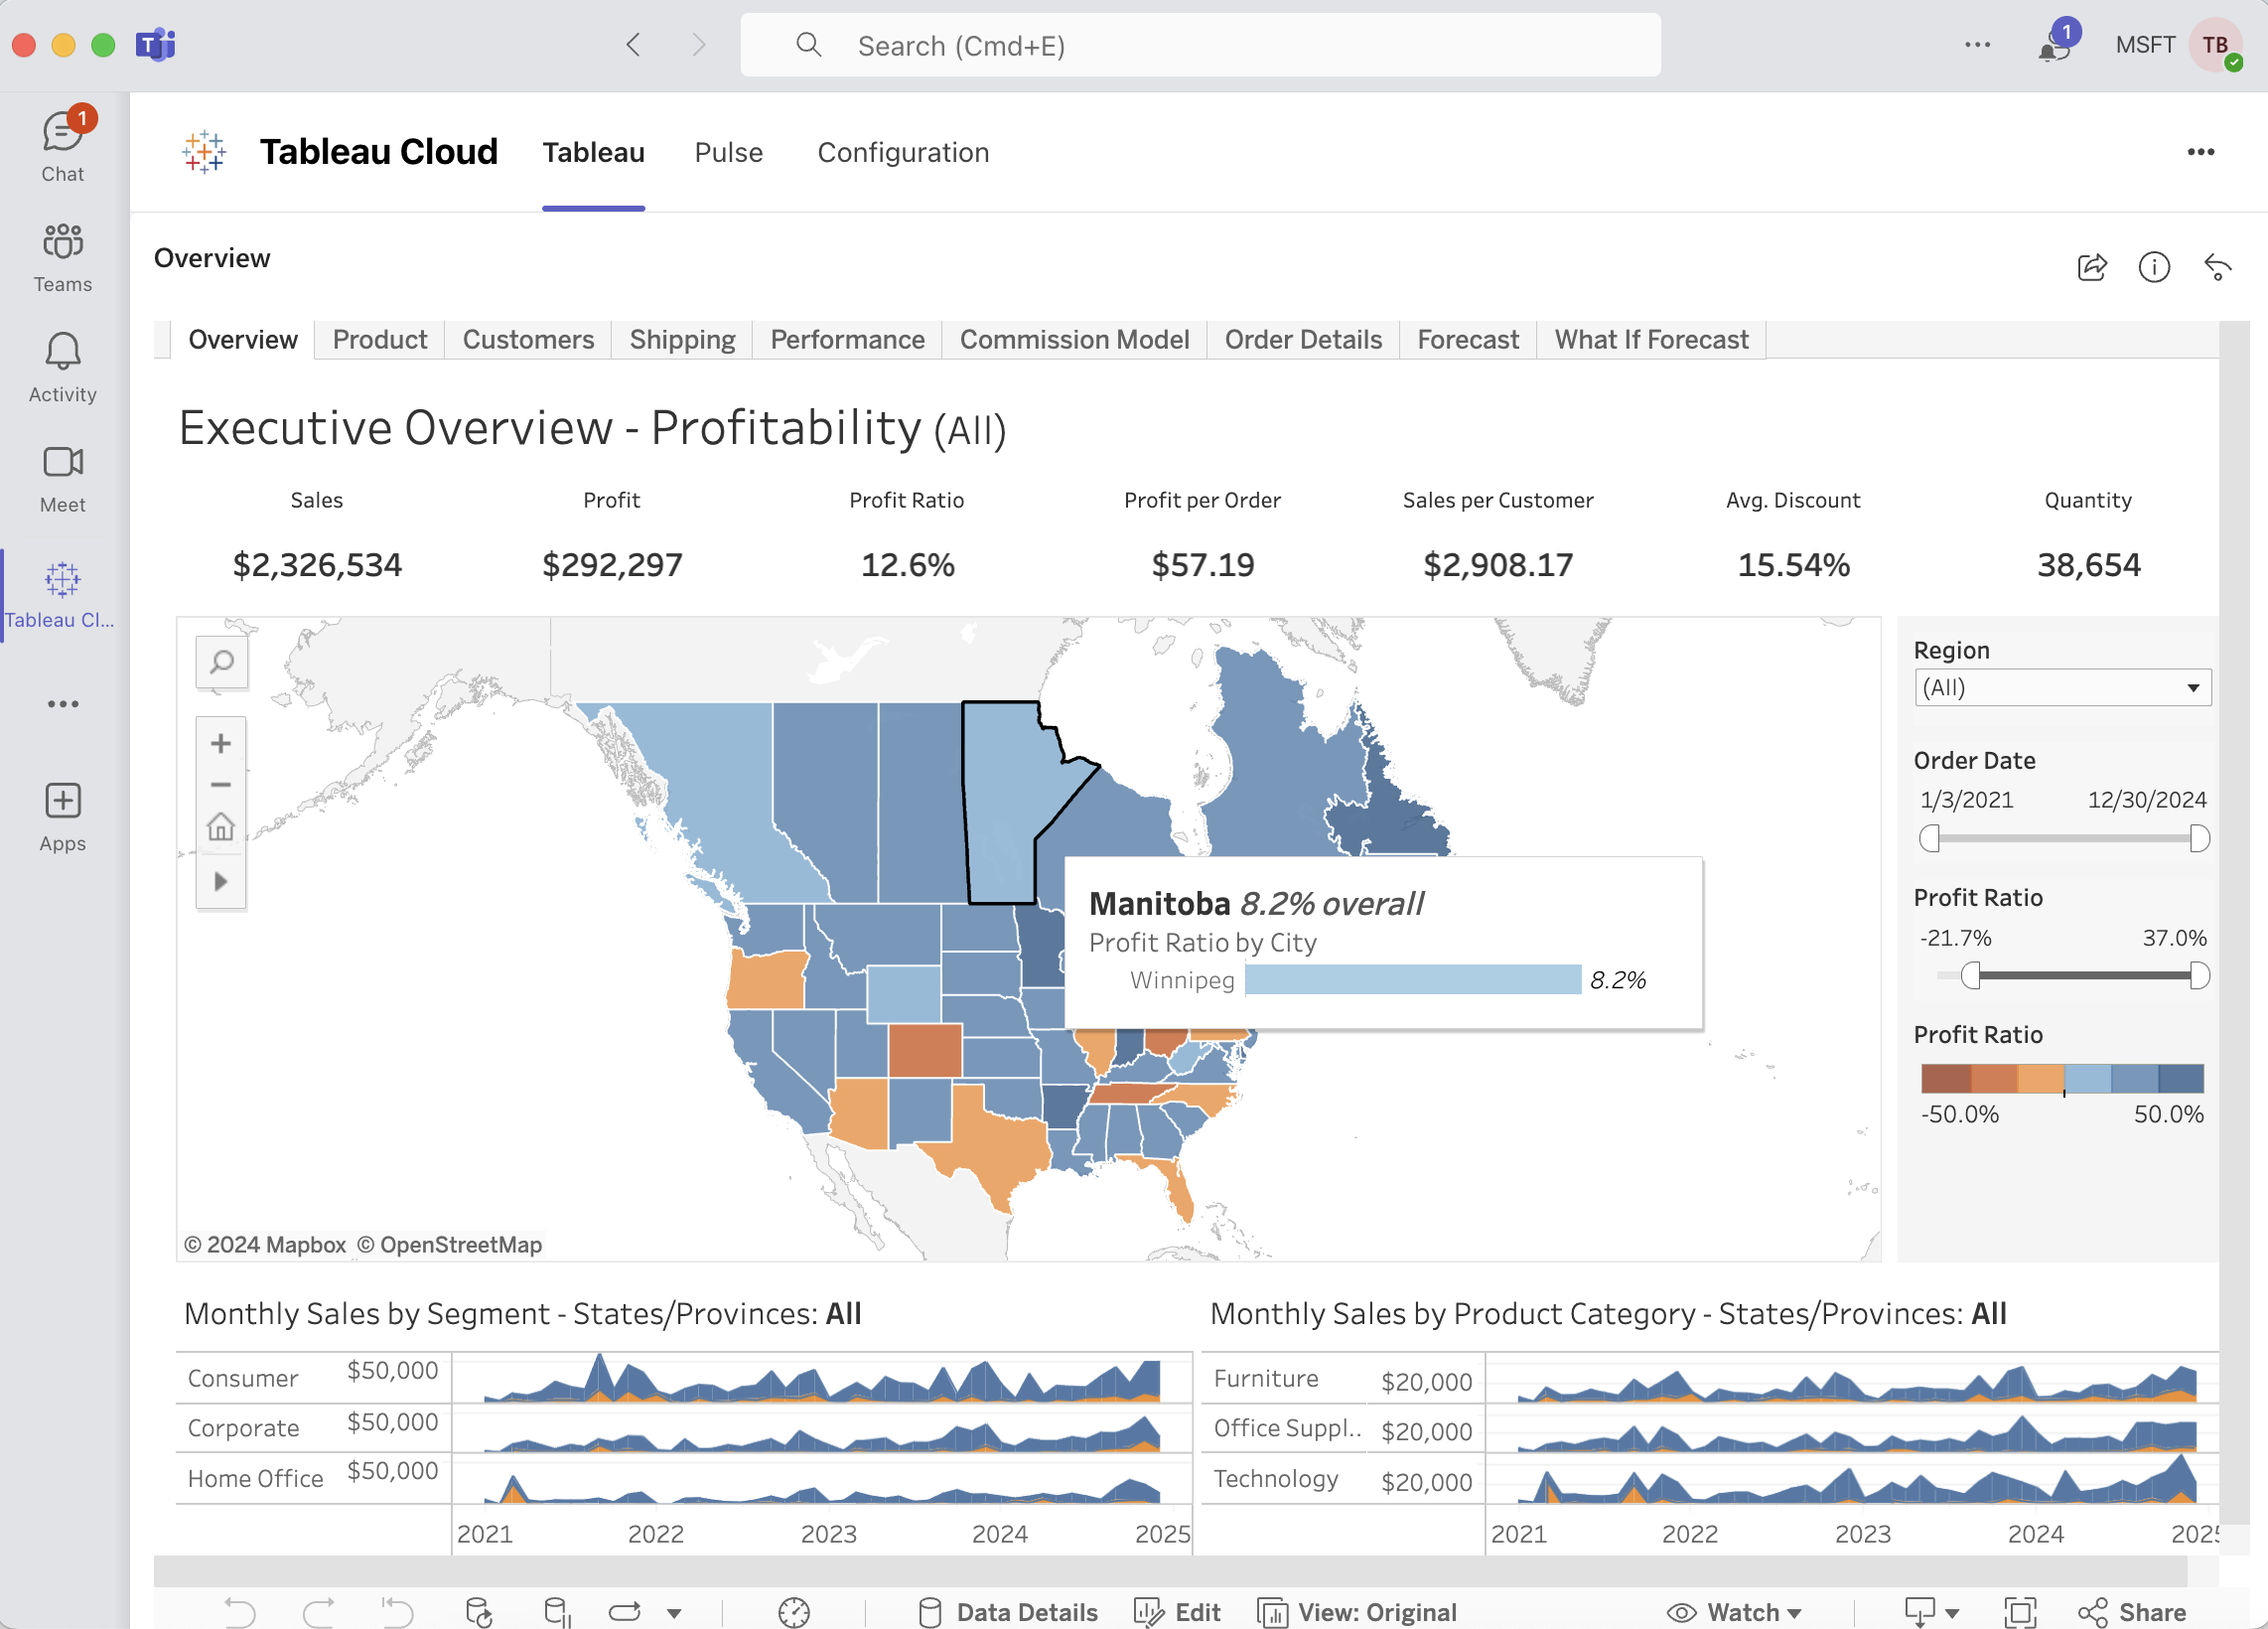 Search (Cmd+E)
1
MSFT
TB
1
Chat
Teams
Activity
Meet
Tableau Cl...
Apps
Tableau Cloud
Tableau
Pulse
Configuration
Overview
Overview
Product
Customers
Shipping
Performance
Commission Model
Order Details
Forecast
What If Forecast
Executive Overview - Profitability (All)
Sales
Profit
Profit Ratio
Profit per Order
Sales per Customer
Avg. Discount
Quantity
$2,326,534
$292,297
12.6%
$57.19
$2,908.17
15.54%
38,654
Region
(All)
Order Date
1/3/2021
12/30/2024
Profit Ratio
-21.7%
37.0%
Profit Ratio
-50.0%
50.0%
Manitoba 8.2% overall
Profit Ratio by City
Winnipeg
8.2%
© 2024 Mapbox © OpenStreetMap
Monthly Sales by Segment - States/Provinces: All
Consumer
$50,000
Corporate
$50,000
Home Office
$50,000
2021
2022
2023
2024
2025
Monthly Sales by Product Category - States/Provinces: All
Furniture
$20,000
Office Suppl..
$20,000
Technology
$20,000
2021
2022
2023
2024
2025
Data Details
Edit
View: Original
Watch
Share